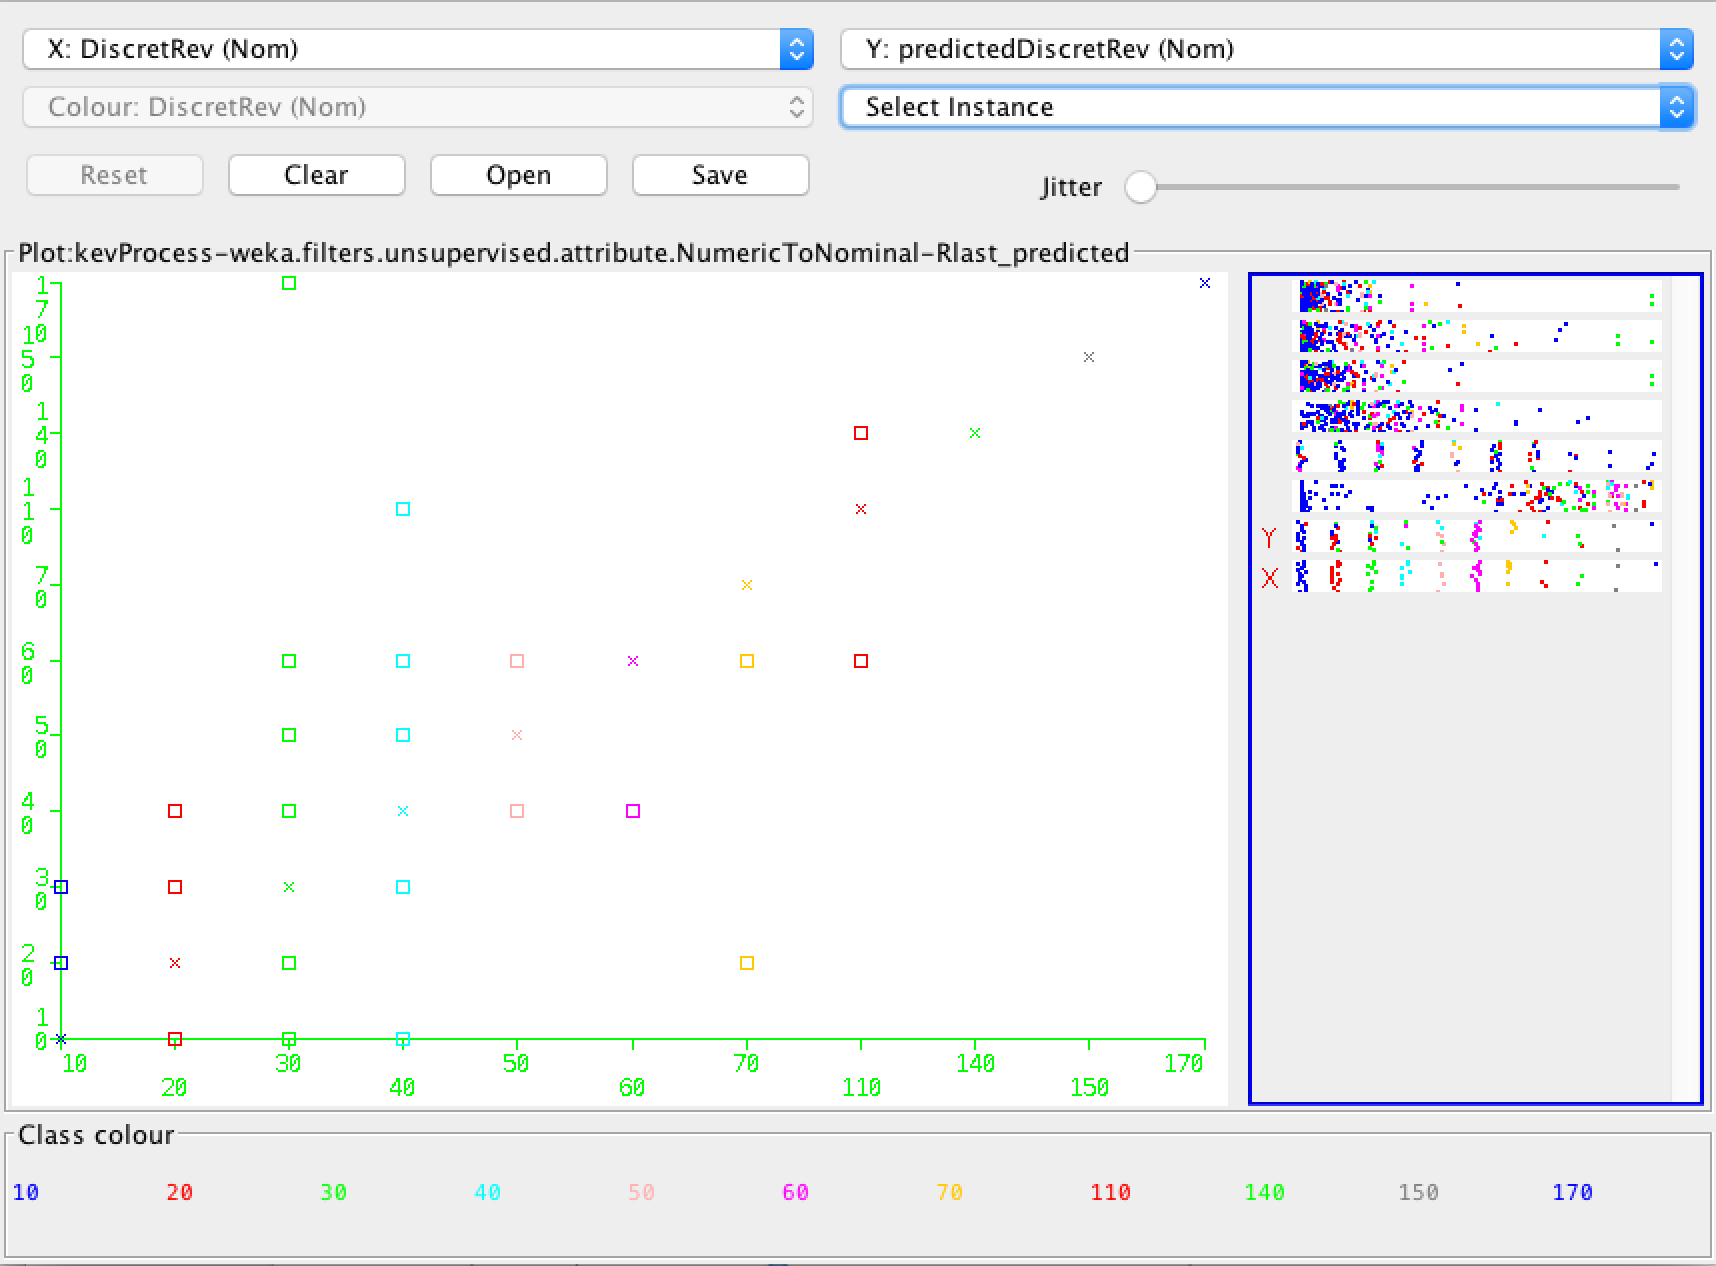 X: DiscretRev (Nom)
Y: predictedDiscretRev (Nom)
Colour: DiscretRev (Nom)
Select Instance
Reset
Clear
Open
Save
Jitter
Plot:kevProcess-weka.filters.unsupervised.attribute.NumericToNominal-Rlast_predicted
170
150
140
110
70
60
50
40
30
20
10
10
20
30
40
50
60
70
110
140
150
170
Y
X
Class colour
10 20 30 40 50 60 70 110 140 150 170